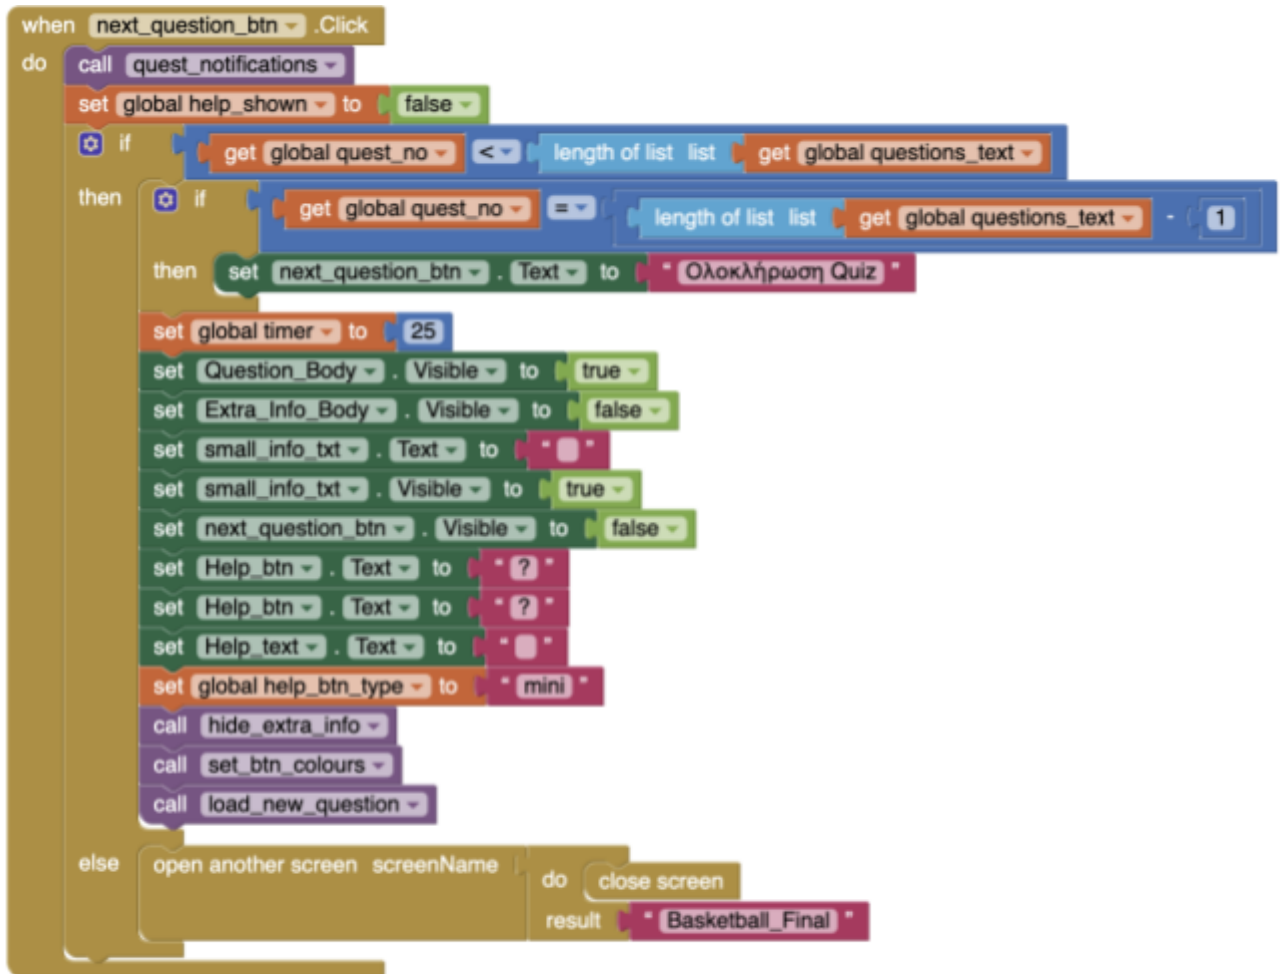 when next_question_btn .Click
do call quest_notifications
set global help_shown to false
if get global quest_no < length of list list get global questions_text
then if get global quest_no = length of list list get global questions_text - 1
then set next_question_btn . Text to " Ολοκλήρωση Quiz "
set global timer to 25
set Question_Body . Visible to true
set Extra_Info_Body . Visible to false
set small_info_txt . Text to " "
set small_info_txt . Visible to true
set next_question_btn . Visible to false
set Help_btn . Text to " ? "
set Help_btn . Text to " ? "
set Help_text . Text to " "
set global help_btn_type to " mini "
call hide_extra_info
call set_btn_colours
call load_new_question
else open another screen screenName
do close screen
result " Basketball_Final "